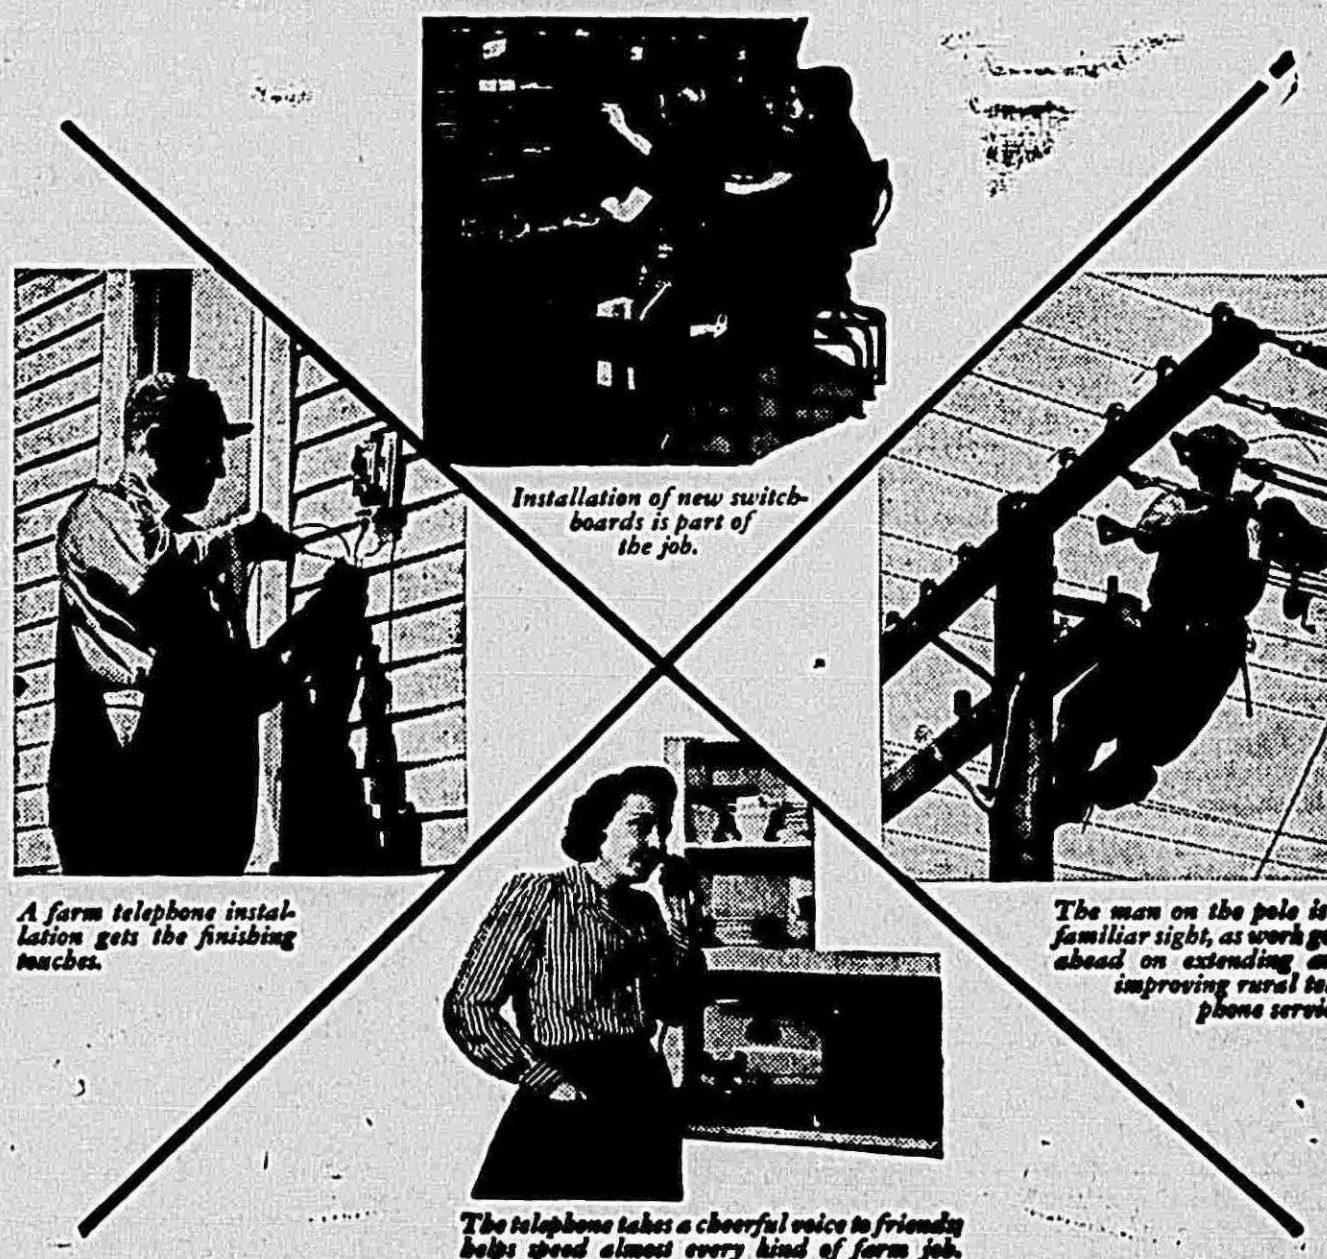 Installation of new switch-
boards is part of
the job.
A farm telephone instal-
lation gets the finishing
touches.
The man on the pole is
familiar sight, as work
ahead on extending
improving rural
phone
The telephone takes a cheerful voice to friends;
helps speed almost every kind of farm job.